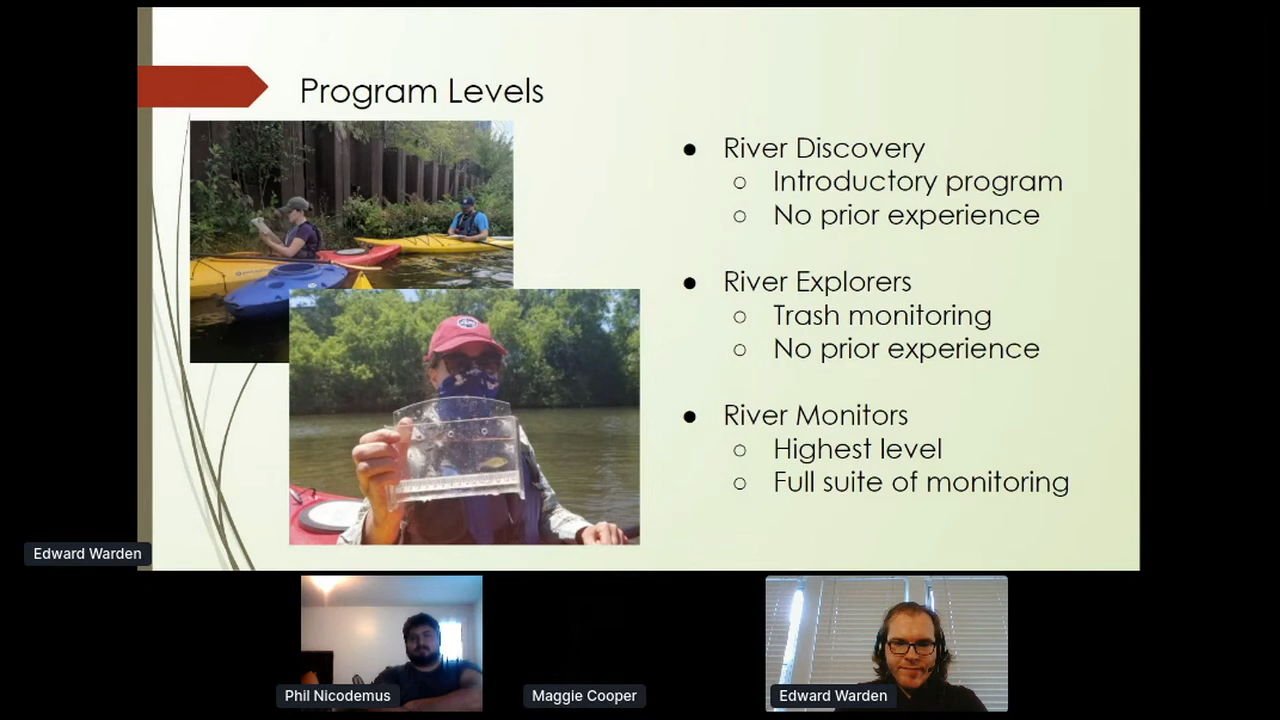 Program Levels
● River Discovery
○ Introductory program
○ No prior experience
● River Explorers
○ Trash monitoring
○ No prior experience
● River Monitors
○ Highest level
○ Full suite of monitoring
Edward Warden
Phil Nicodemus
Maggie Cooper
Edward Warden